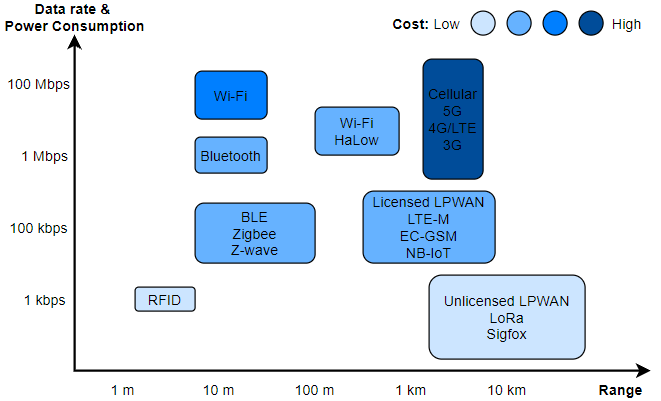 Data rate &
Power Consumption
Cost: Low
High
100 Mbps
Wi-Fi
Cellular
5G
4G/LTE
3G
Wi-Fi
HaLow
1 Mbps
Bluetooth
100 kbps
BLE
Zigbee
Z-wave
Licensed LPWAN
LTE-M
EC-GSM
NB-IoT
1 kbps
RFID
Unlicensed LPWAN
LoRa
Sigfox
1 m
10 m
100 m
1 km
10 km
Range